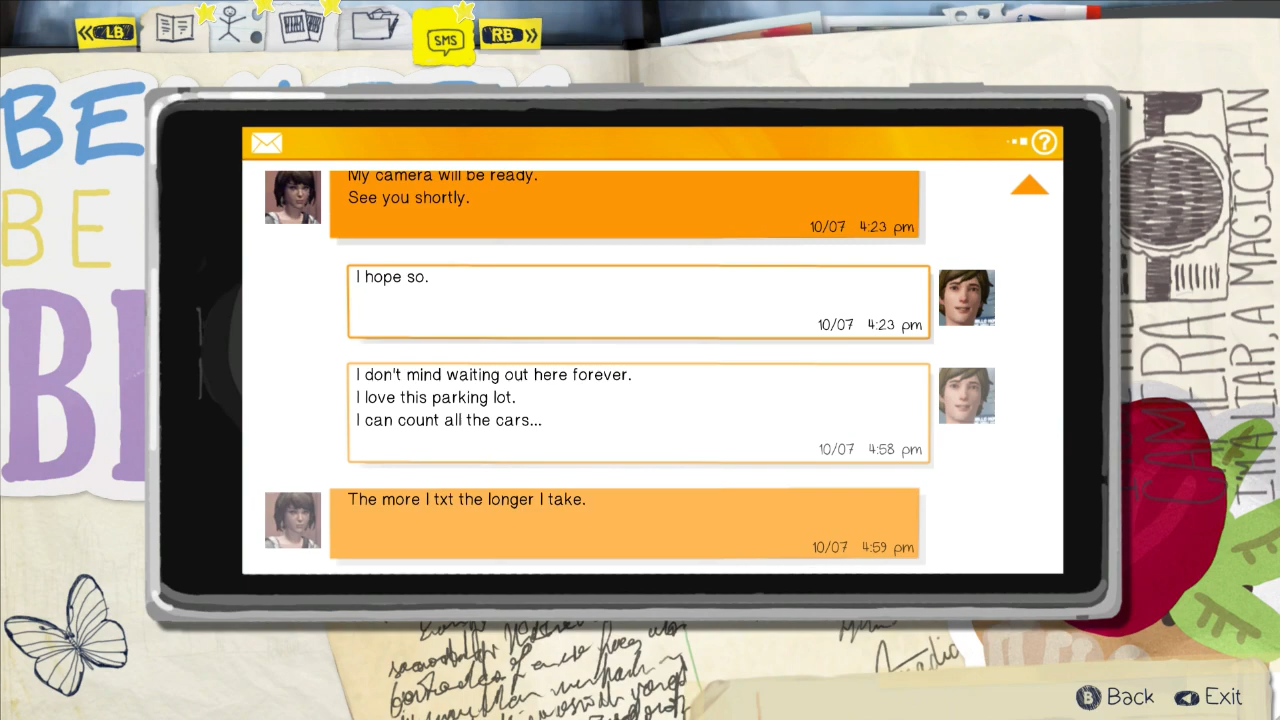 LB
SMS
RB
BE
BE
My camera will be ready.
See you shortly.
10/07 4:23 pm
I hope so.
10/07 4:23 pm
I don't mind waiting out here forever.
I love this parking lot.
I can count all the cars...
10/07 4:58 pm
The more I txt the longer I take.
10/07 4:59 pm
CAMERA
LIAR, A MAGICIAN
B Back
Exit